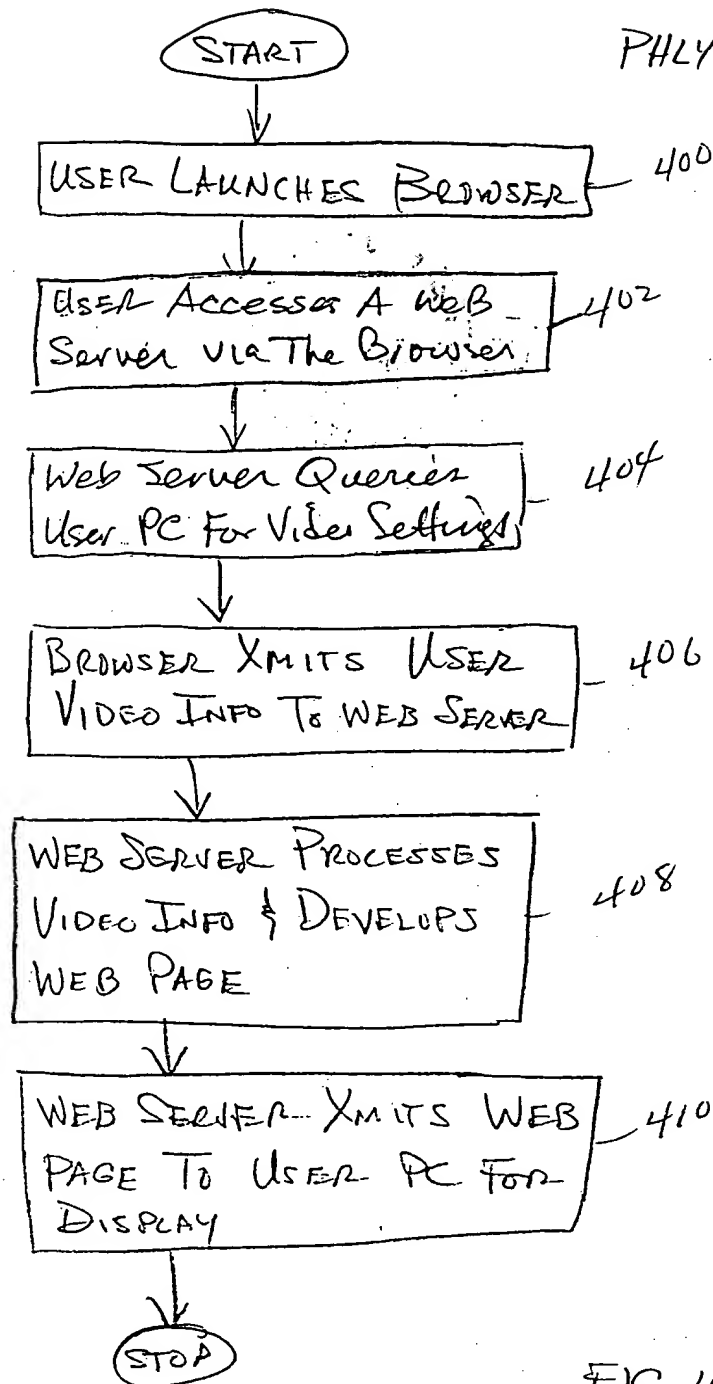 START
PHLY
USER LAUNCHES BROWSER
400
USER Accesses A Web
Server via The Browser
402
Web Server Queries
User PC For Video Settings
404
BROWSER XMITS USER
VIDEO INFO TO WEB SERVER
406
WEB SERVER PROCESSES
VIDEO INFO & DEVELOPS
WEB PAGE
408
WEB SERVER XMITS WEB
PAGE TO USER PC FOR
DISPLAY
410
STOP
FIG